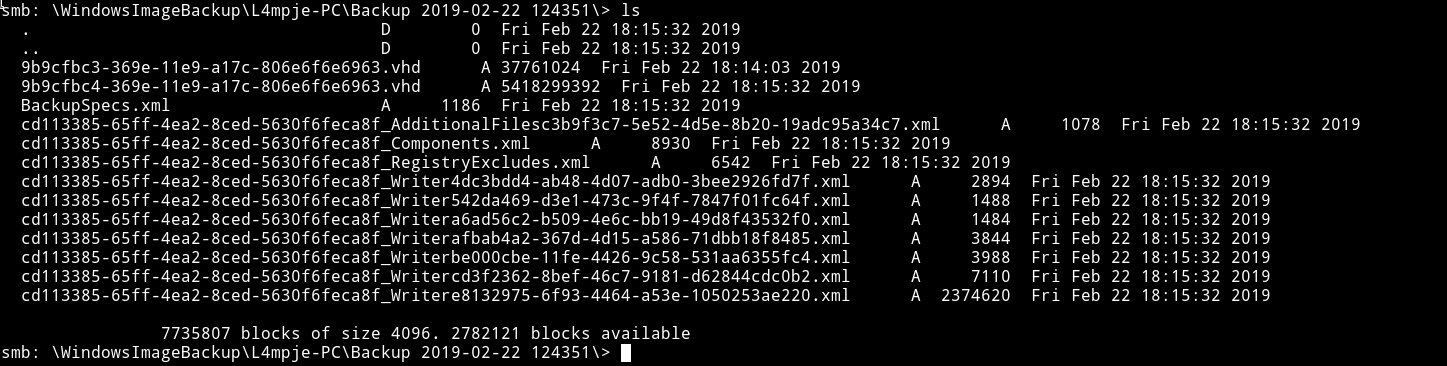 smb: \WindowsImageBackup\L4mpje-PC\Backup 2019-02-22 124351\> ls
  .                                   D        0  Fri Feb 22 18:15:32 2019
  ..                                  D        0  Fri Feb 22 18:15:32 2019
  9b9cfbc3-369e-11e9-a17c-806e6f6e6963.vhd      A 37761024  Fri Feb 22 18:14:03 2019
  9b9cfbc4-369e-11e9-a17c-806e6f6e6963.vhd      A 5418299392  Fri Feb 22 18:15:32 2019
  BackupSpecs.xml                     A     1186  Fri Feb 22 18:15:32 2019
  cd113385-65ff-4ea2-8ced-5630f6feca8f_AdditionalFilesc3b9f3c7-5e52-4d5e-8b20-19adc95a34c7.xml      A     1078  Fri Feb 22 18:15:32 2019
  cd113385-65ff-4ea2-8ced-5630f6feca8f_Components.xml      A     8930  Fri Feb 22 18:15:32 2019
  cd113385-65ff-4ea2-8ced-5630f6feca8f_RegistryExcludes.xml      A     6542  Fri Feb 22 18:15:32 2019
  cd113385-65ff-4ea2-8ced-5630f6feca8f_Writer4dc3bdd4-ab48-4d07-adb0-3bee2926fd7f.xml      A     2894  Fri Feb 22 18:15:32 2019
  cd113385-65ff-4ea2-8ced-5630f6feca8f_Writer542da469-d3e1-473c-9f4f-7847f01fc64f.xml      A     1488  Fri Feb 22 18:15:32 2019
  cd113385-65ff-4ea2-8ced-5630f6feca8f_Writera6ad56c2-b509-4e6c-bb19-49d8f43532f0.xml      A     1484  Fri Feb 22 18:15:32 2019
  cd113385-65ff-4ea2-8ced-5630f6feca8f_Writerafbab4a2-367d-4d15-a586-71dbb18f8485.xml      A     3844  Fri Feb 22 18:15:32 2019
  cd113385-65ff-4ea2-8ced-5630f6feca8f_Writerbe000cbe-11fe-4426-9c58-531aa6355fc4.xml      A     3988  Fri Feb 22 18:15:32 2019
  cd113385-65ff-4ea2-8ced-5630f6feca8f_Writercd3f2362-8bef-46c7-9181-d62844cdc0b2.xml      A     7110  Fri Feb 22 18:15:32 2019
  cd113385-65ff-4ea2-8ced-5630f6feca8f_Writere8132975-6f93-4464-a53e-1050253ae220.xml      A  2374620  Fri Feb 22 18:15:32 2019
                7735807 blocks of size 4096. 2782121 blocks available
smb: \WindowsImageBackup\L4mpje-PC\Backup 2019-02-22 124351\>